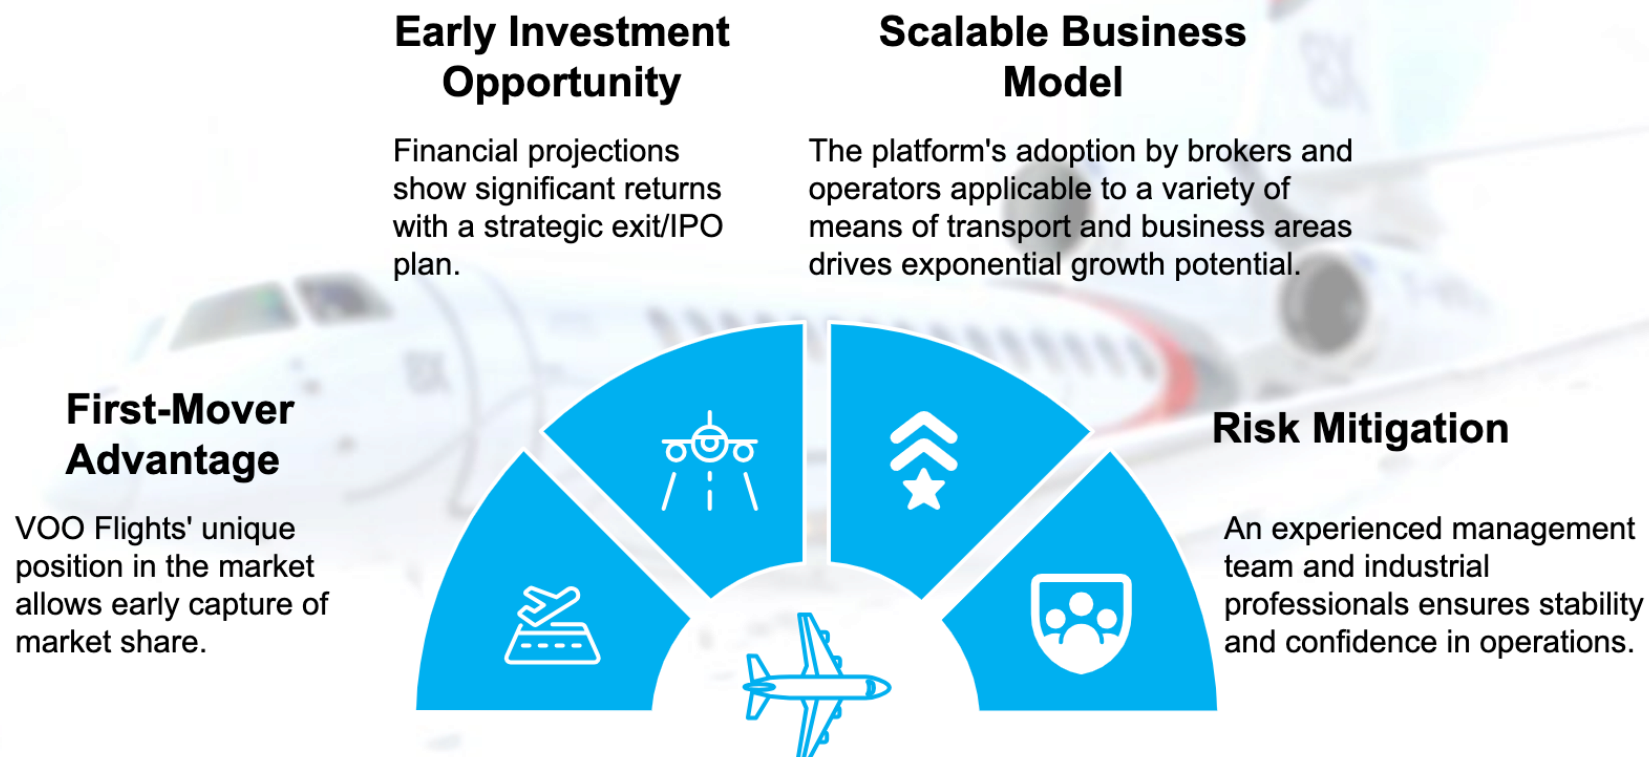 Early Investment
Opportunity
Financial projections
show significant returns
with a strategic exit/IPO
plan.
Scalable Business
Model
The platform's adoption by brokers and
operators applicable to a variety of
means of transport and business areas
drives exponential growth potential.
First-Mover
Advantage
VOO Flights' unique
position in the market
allows early capture of
market share.
Risk Mitigation
An experienced management
team and industrial
professionals ensures stability
and confidence in operations.
8X
8X